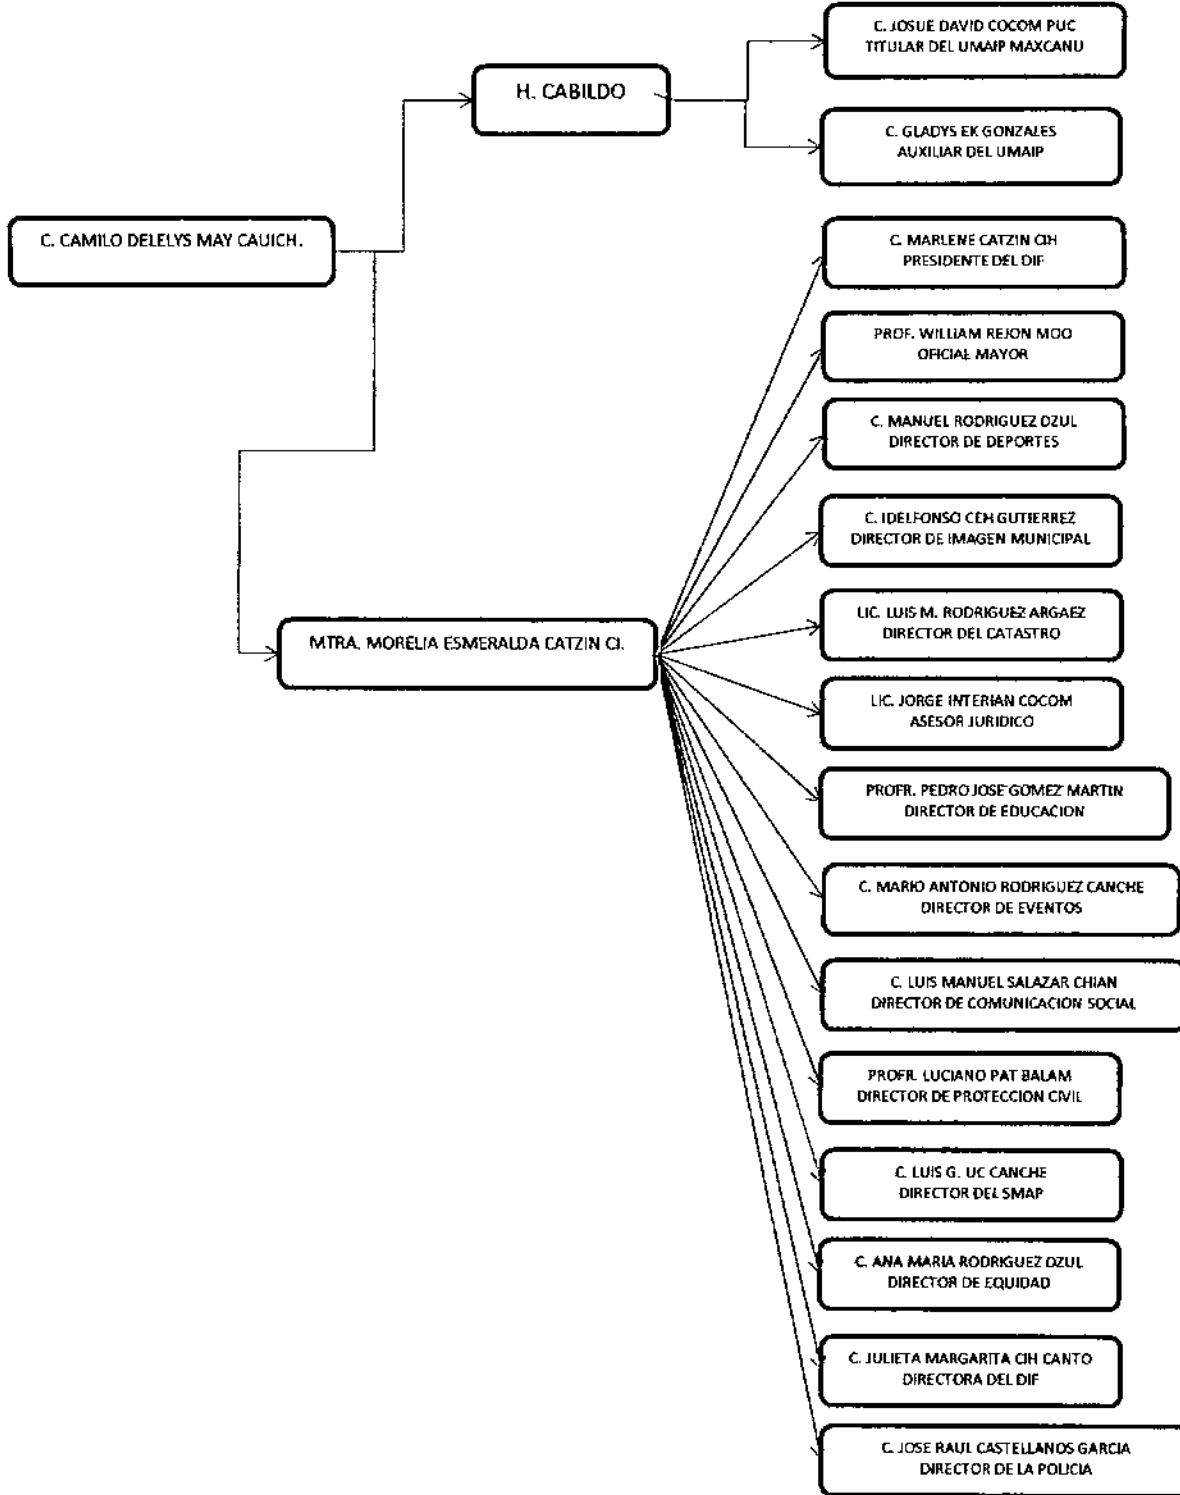 C. JOSUE DAVID COCOM PUC
TITULAR DEL UMAIP MAXCANU
H. CABILDO
C. GLADYS EK GONZALES
AUXILIAR DEL UMAIP
C. CAMILO DELELYS MAY CAUICH.
C. MARLENE CATZIN CIH
PRESIDENTE DEL DIF
PROF. WILLIAM REJON MOO
OFICIAL MAYOR
C. MANUEL RODRIGUEZ DZUL
DIRECTOR DE DEPORTES
C. IDELFONSO CEH GUTIERREZ
DIRECTOR DE IMAGEN MUNICIPAL
LIC. LUIS M. RODRIGUEZ ARGAEZ
DIRECTOR DEL CATASTRO
MTRA. MORELIA ESMERALDA CATZIN CI.
LIC. JORGE INTERIAN COCOM
ASESOR JURIDICO
PROFR. PEDRO JOSE GOMEZ MARTIN
DIRECTOR DE EDUCACION
C. MARIO ANTONIO RODRIGUEZ CANCHE
DIRECTOR DE EVENTOS
C. LUIS MANUEL SALAZAR CHIAN
DIRECTOR DE COMUNICACION SOCIAL
PROFR. LUCIANO PAT BALAM
DIRECTOR DE PROTECCION CIVIL
C. LUIS G. UC CANCHE
DIRECTOR DEL SMAP
C. ANA MARIA RODRIGUEZ DZUL
DIRECTOR DE EQUIDAD
C. JULIETA MARGARITA CIH CANTO
DIRECTORA DEL DIF
C. JOSE RAUL CASTELLANOS GARCIA
DIRECTOR DE LA POLICIA